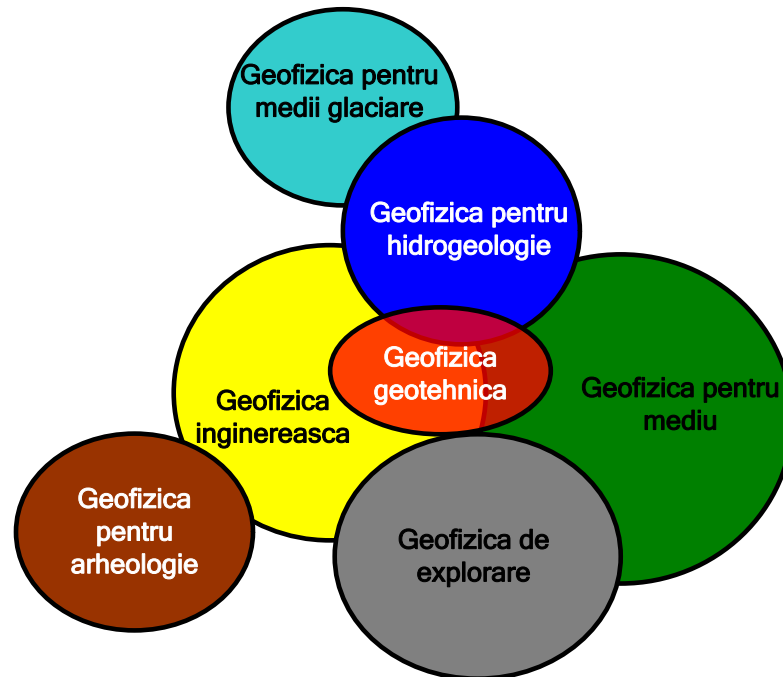 Geofizica pentru
medii glaciare
Geofizica pentru
hidrogeologie
Geofizica
geotehnica
Geofizica pentru
mediu
Geofizica
inginereasca
Geofizica
pentru
arheologie
Geofizica de
explorare